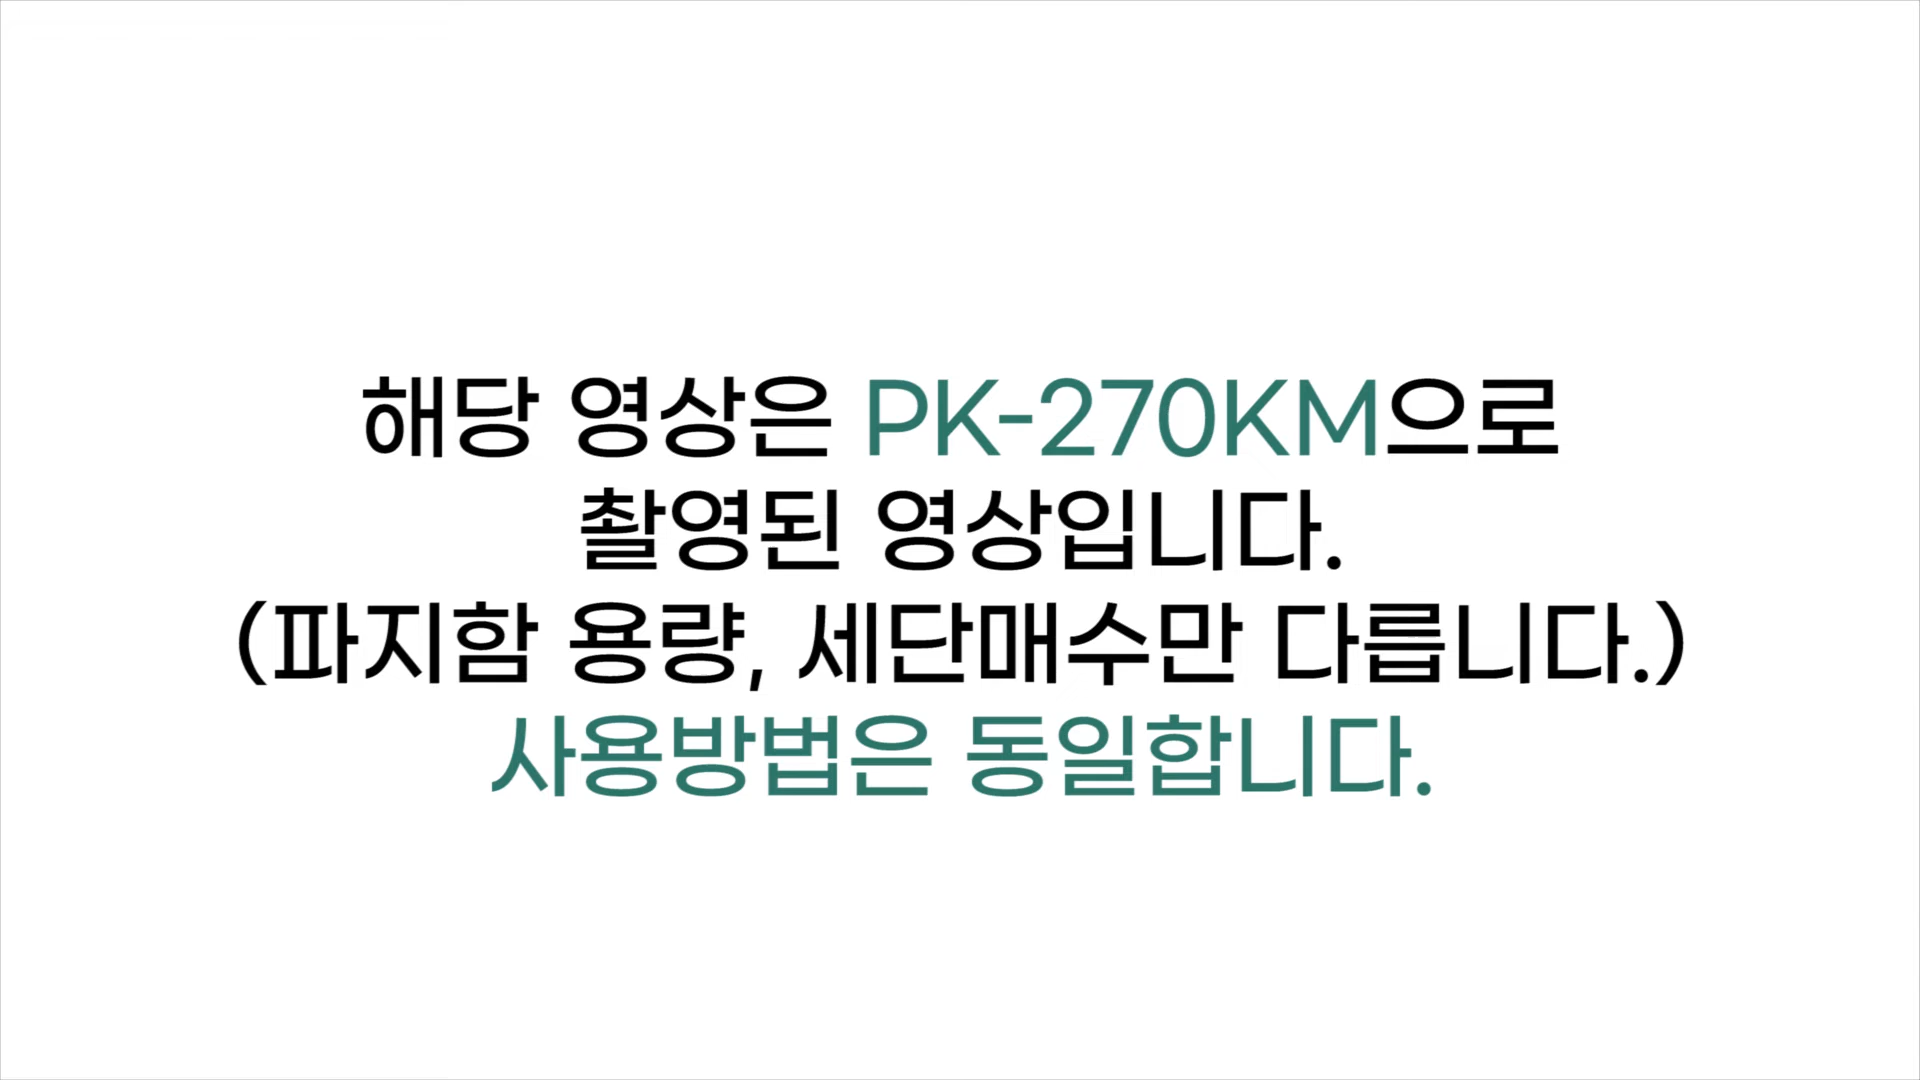 해당 영상은 PK-270KM으로
촬영된 영상입니다.
(파지함 용량, 세단매수만 다릅니다.)
사용방법은 동일합니다.